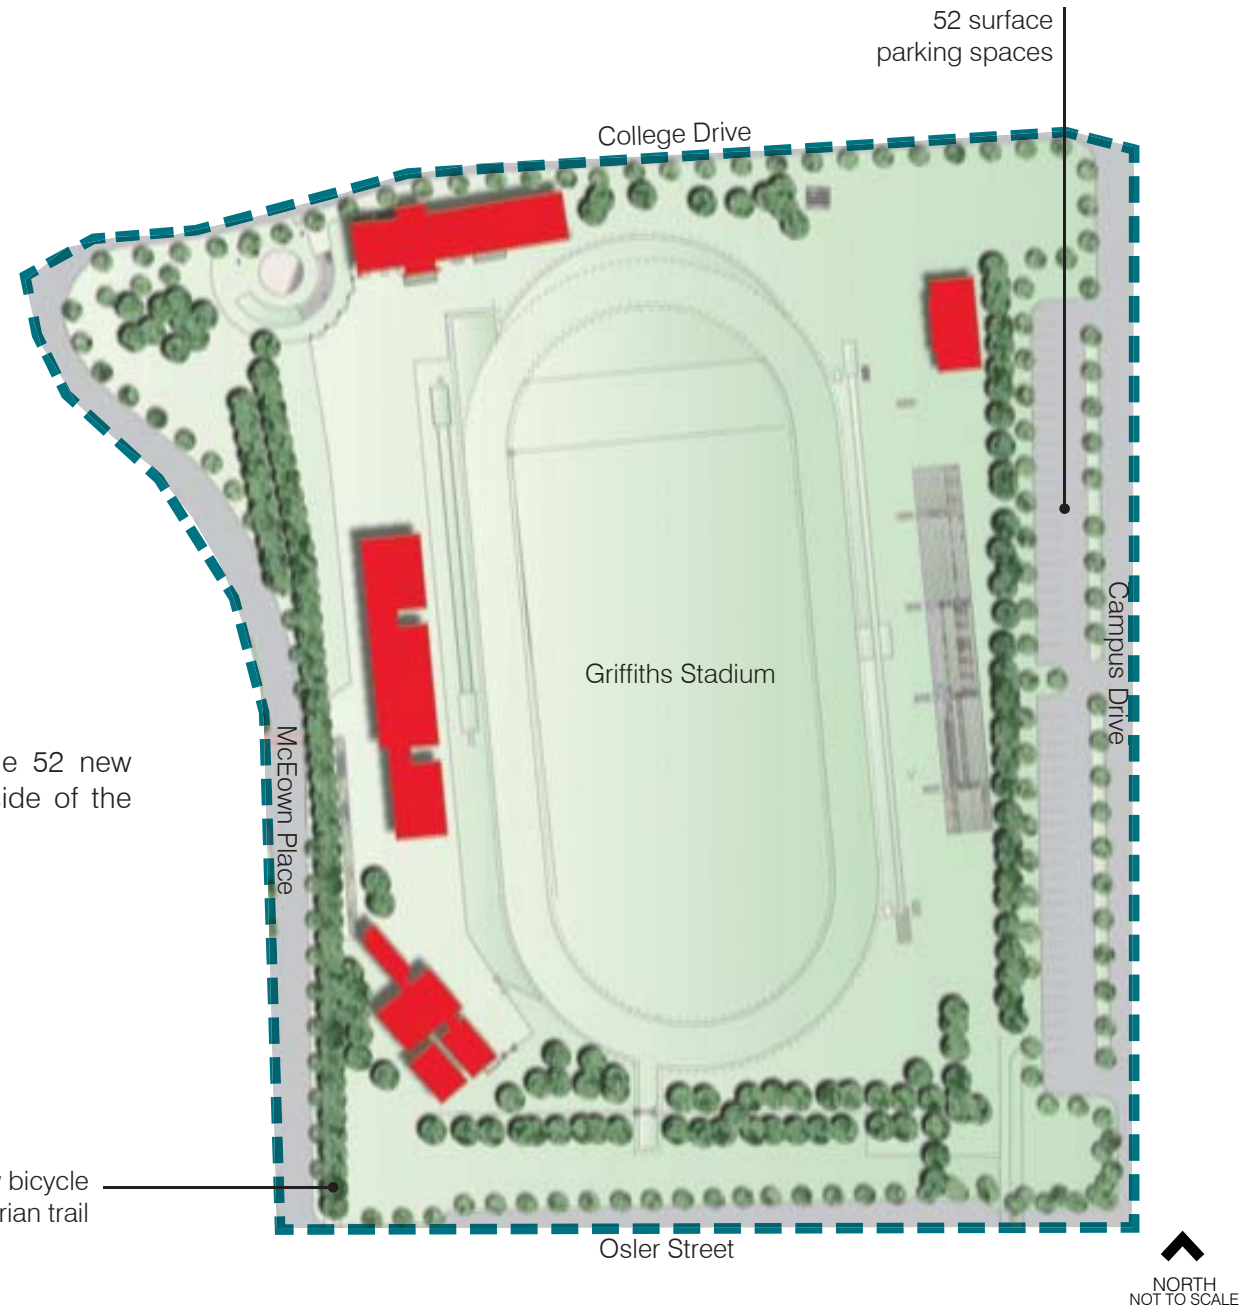 52 surface
parking spaces
College Drive
Campus Drive
Griffiths Stadium
McEown Place
e 52 new
ide of the
bicycle
rian trail
Osler Street
NORTH
NOT TO SCALE